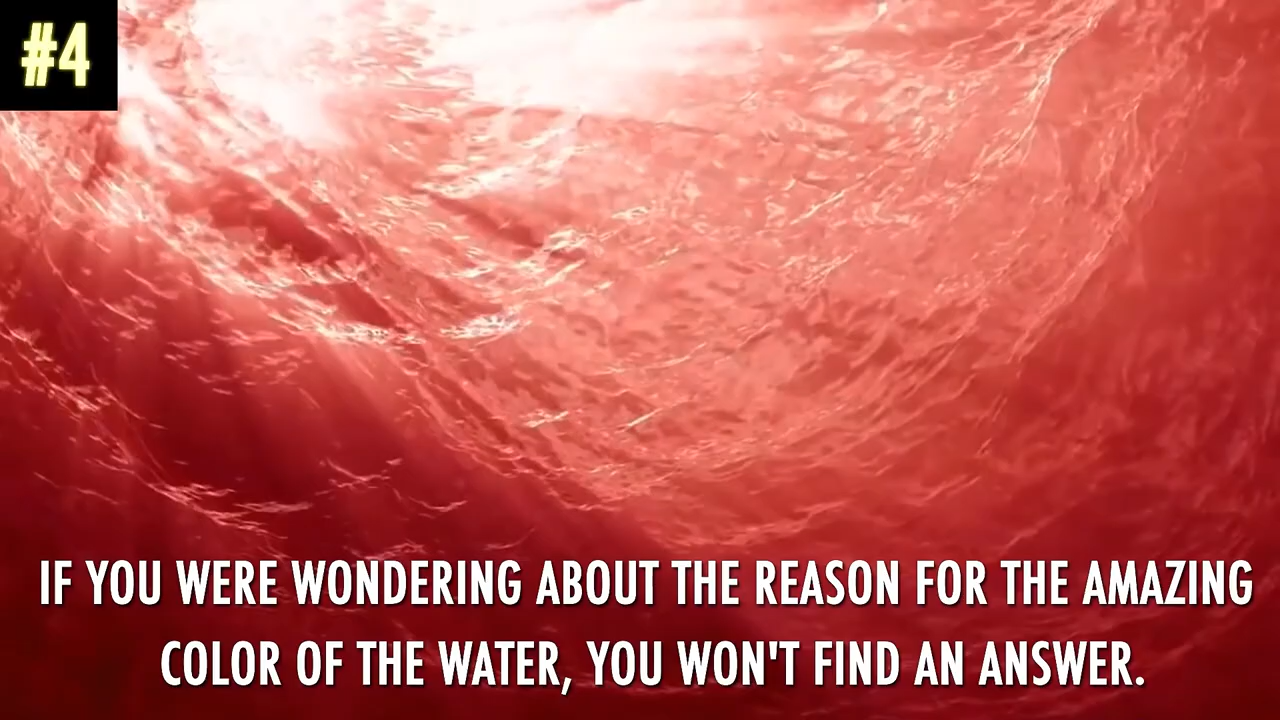 #4
IF YOU WERE WONDERING ABOUT THE REASON FOR THE AMAZING
COLOR OF THE WATER, YOU WON'T FIND AN ANSWER.